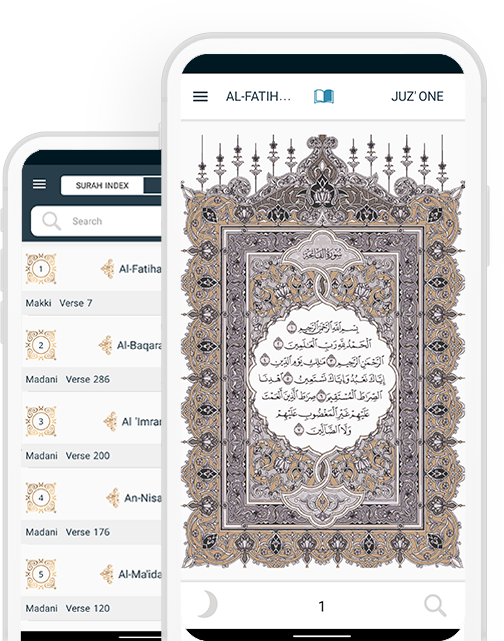 SURAH INDEX
Search
1
Al-Fatiha
Makki Verse 7
2
Al-Baqara
Madani Verse 286
3
Al 'Imran
Madani Verse 200
4
An-Nisa
Madani Verse 176
5
Al-Ma'ida
Madani Verse 120
AL-FATIH...
JUZ' ONE
سُورَةُ الفَاتِحَةِ
بِسْمِ اللَّهِ الرَّحْمَٰنِ الرَّحِيمِ ١
الْحَمْدُ لِلَّهِ رَبِّ الْعَالَمِينَ ٢
الرَّحْمَٰنِ الرَّحِيمِ ٣ مَالِكِ يَوْمِ الدِّينِ ٤
إِيَّاكَ نَعْبُدُ وَإِيَّاكَ نَسْتَعِينُ ٥ اهْدِنَا
الصِّرَاطَ الْمُسْتَقِيمَ ٦ صِرَاطَ الَّذِينَ أَنْعَمْتَ
عَلَيْهِمْ غَيْرِ الْمَغْضُوبِ عَلَيْهِمْ
وَلَا الضَّالِّينَ ٧
1